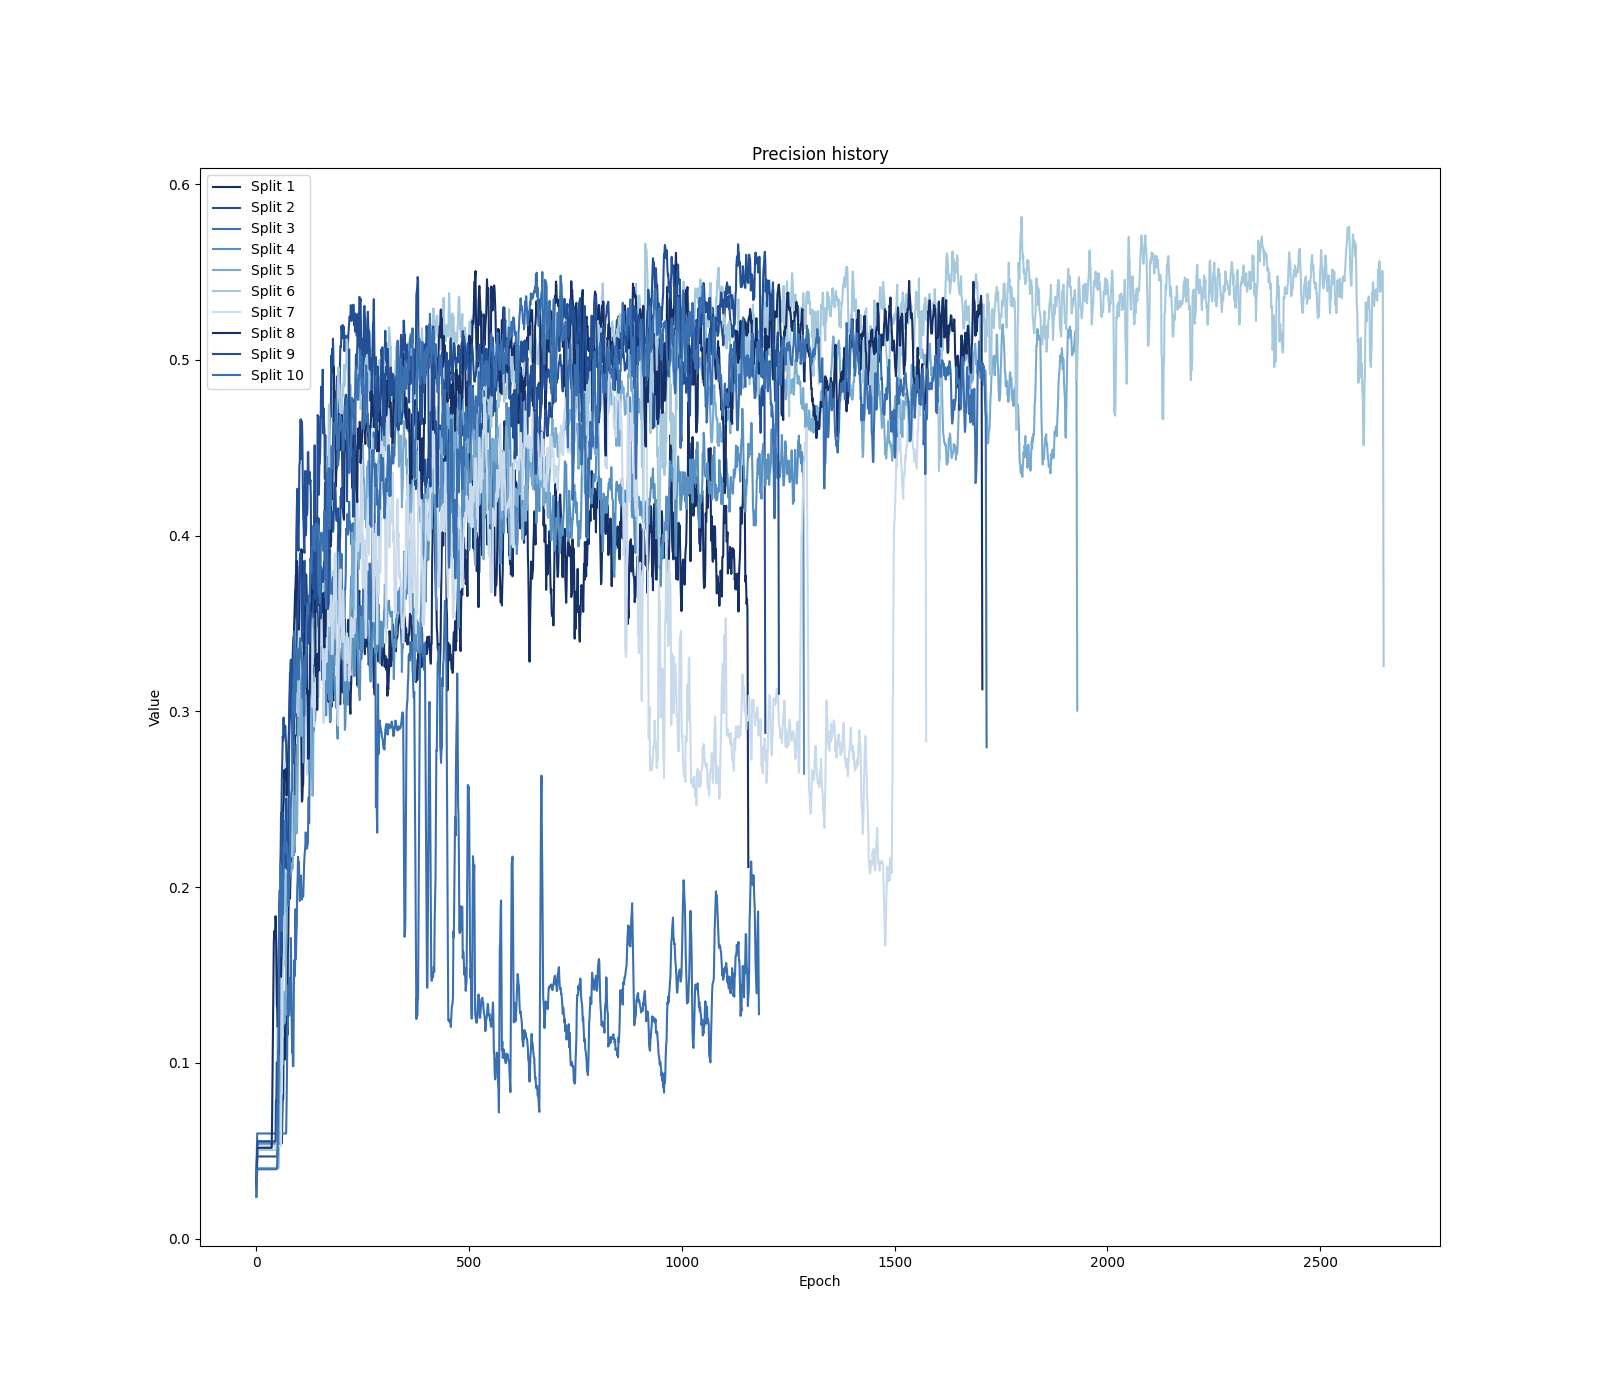 Precision history
Split 1
Split 2
Split 3
Split 4
Split 5
Split 6
Split 7
Split 8
Split 9
Split 10
0.6
0.5
0.4
0.3
0.2
0.1
0.0
Value
0
500
1000
1500
2000
2500
Epoch